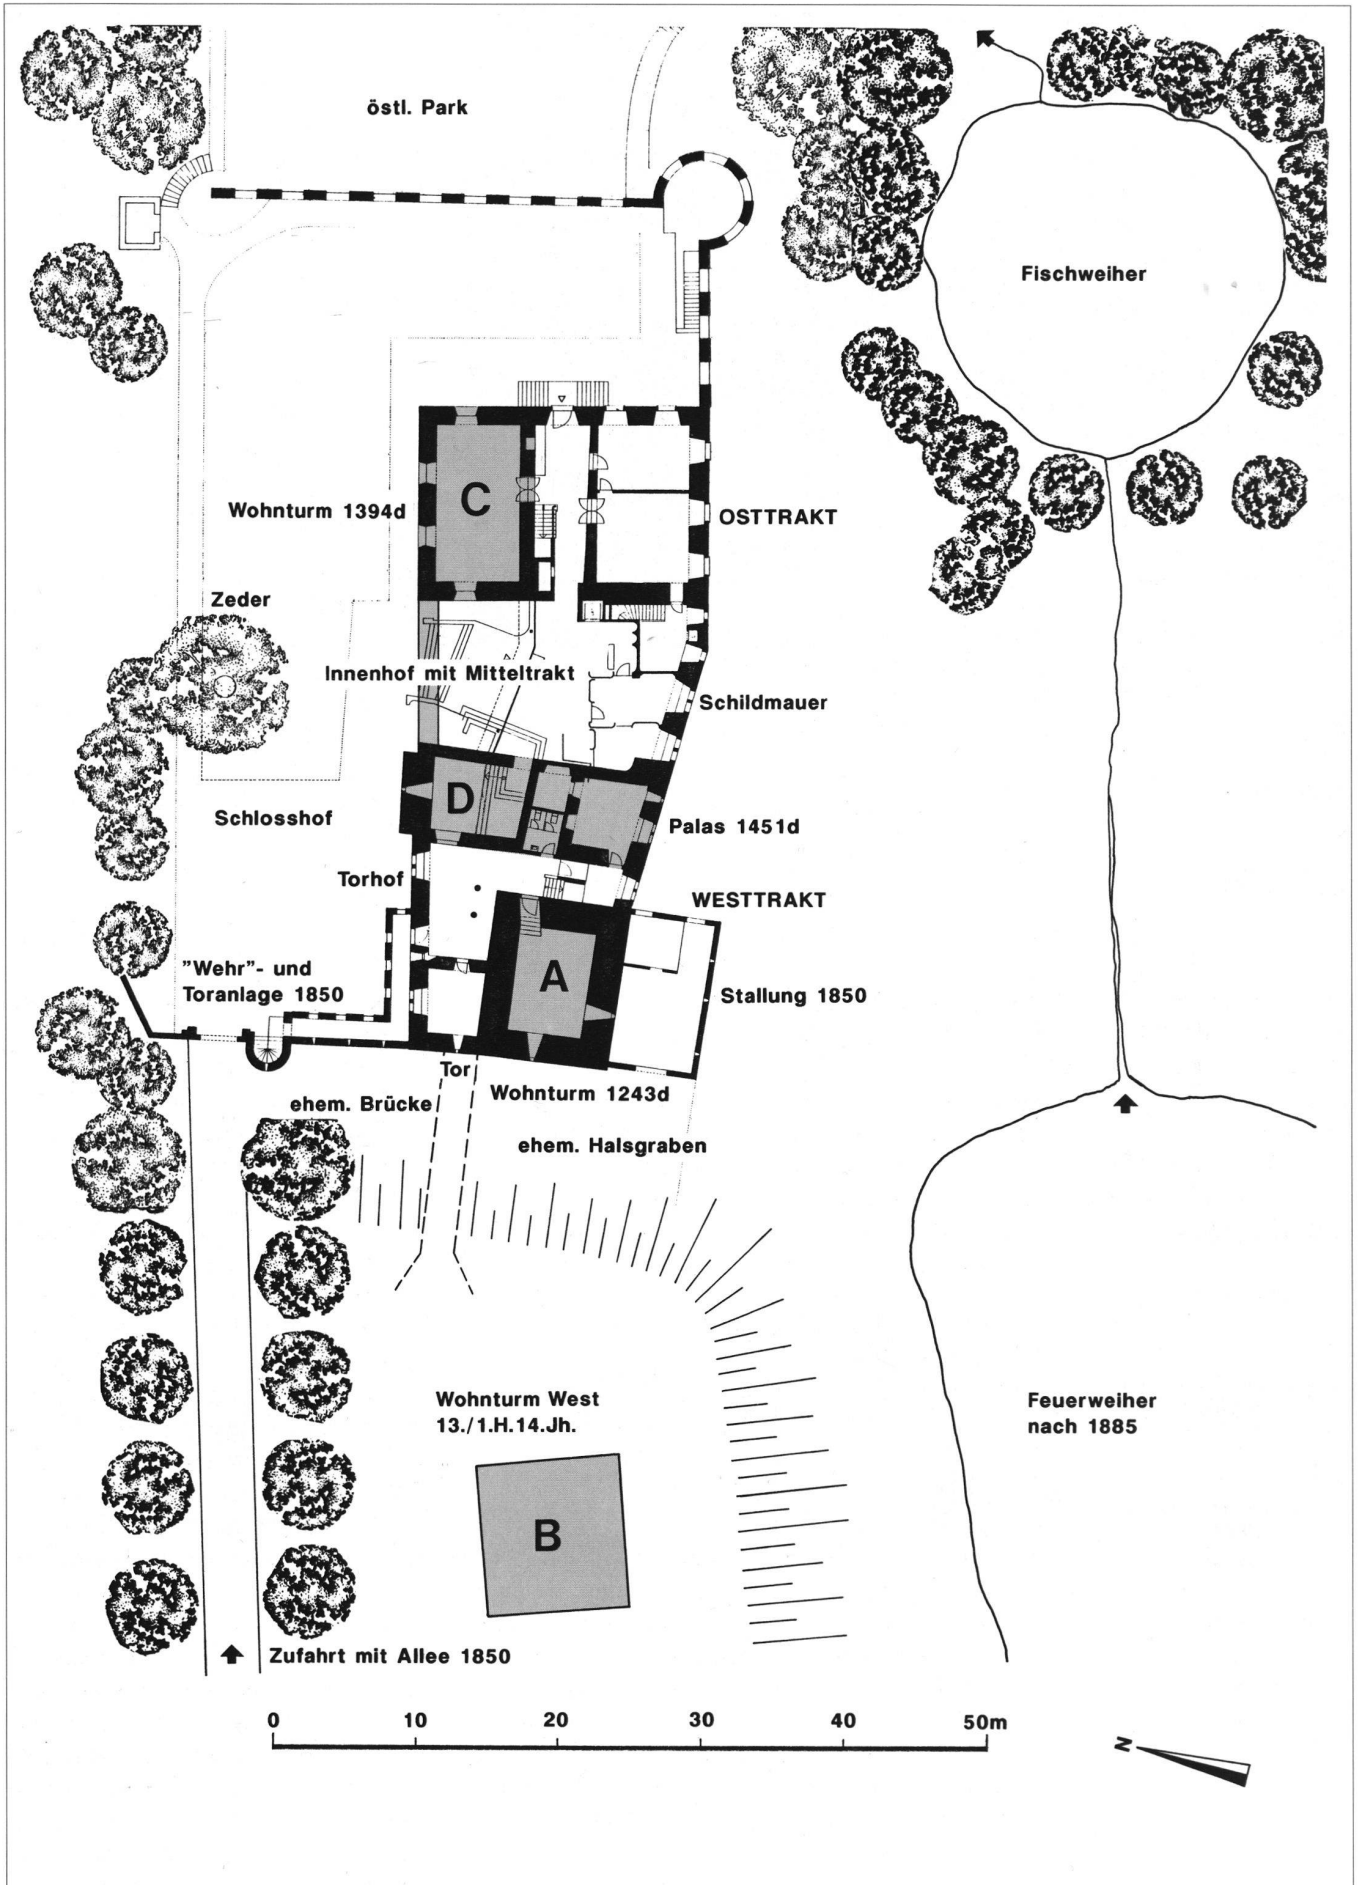 östl. Park
Fischweiher
Wohnturm 1394d
C
OSTTRAKT
Zeder
Innenhof mit Mitteltrakt
Schildmauer
D
Schlosshof
Palas 1451d
Torhof
WESTTRAKT
"Wehr"- und
Toranlage 1850
A
Stallung 1850
Tor
Wohnturm 1243d
ehem. Brücke
ehem. Halsgraben
Wohnturm West
13./1.H.14.Jh.
Feuerweiher
nach 1885
B
Zufahrt mit Allee 1850
0 10 20 30 40 50m
N